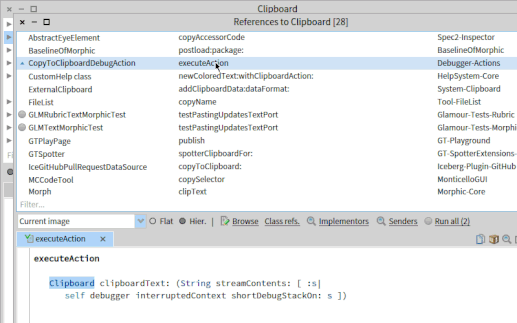 Clipboard
References to Clipboard [28]
AbstractEyeElement copyAccessorCode Spec2-Inspector
BaselineOfMorphic postload:package: BaselineOfMorphic
CopyToClipboardDebugAction executeAction Debugger-Actions
CustomHelp class newColoredText:withClipboardAction: HelpSystem-Core
ExternalClipboard addClipboardData:dataFormat: System-Clipboard
FileList copyName Tool-FileList
GLMRubricTextMorphicTest testPastingUpdatesTextPort Glamour-Tests-Rubric
GLMTextMorphicTest testPastingUpdatesTextPort Glamour-Tests-Morphi
GTPlayPage publish GT-Playground
GTSpotter spotterClipboardFor: GT-SpotterExtensions-
IceGitHubPullRequestDataSource copyToClipboard: Iceberg-Plugin-GitHub
MCCodeTool copySelector MonticelloGUI
Morph clipText Morphic-Core
Filter...
Current image Flat Hier. Browse Class refs. Implementors Senders Run all (2)
executeAction
executeAction
Clipboard clipboardText: (String streamContents: [ :s|
self debugger interruptedContext shortDebugStackOn: s ])